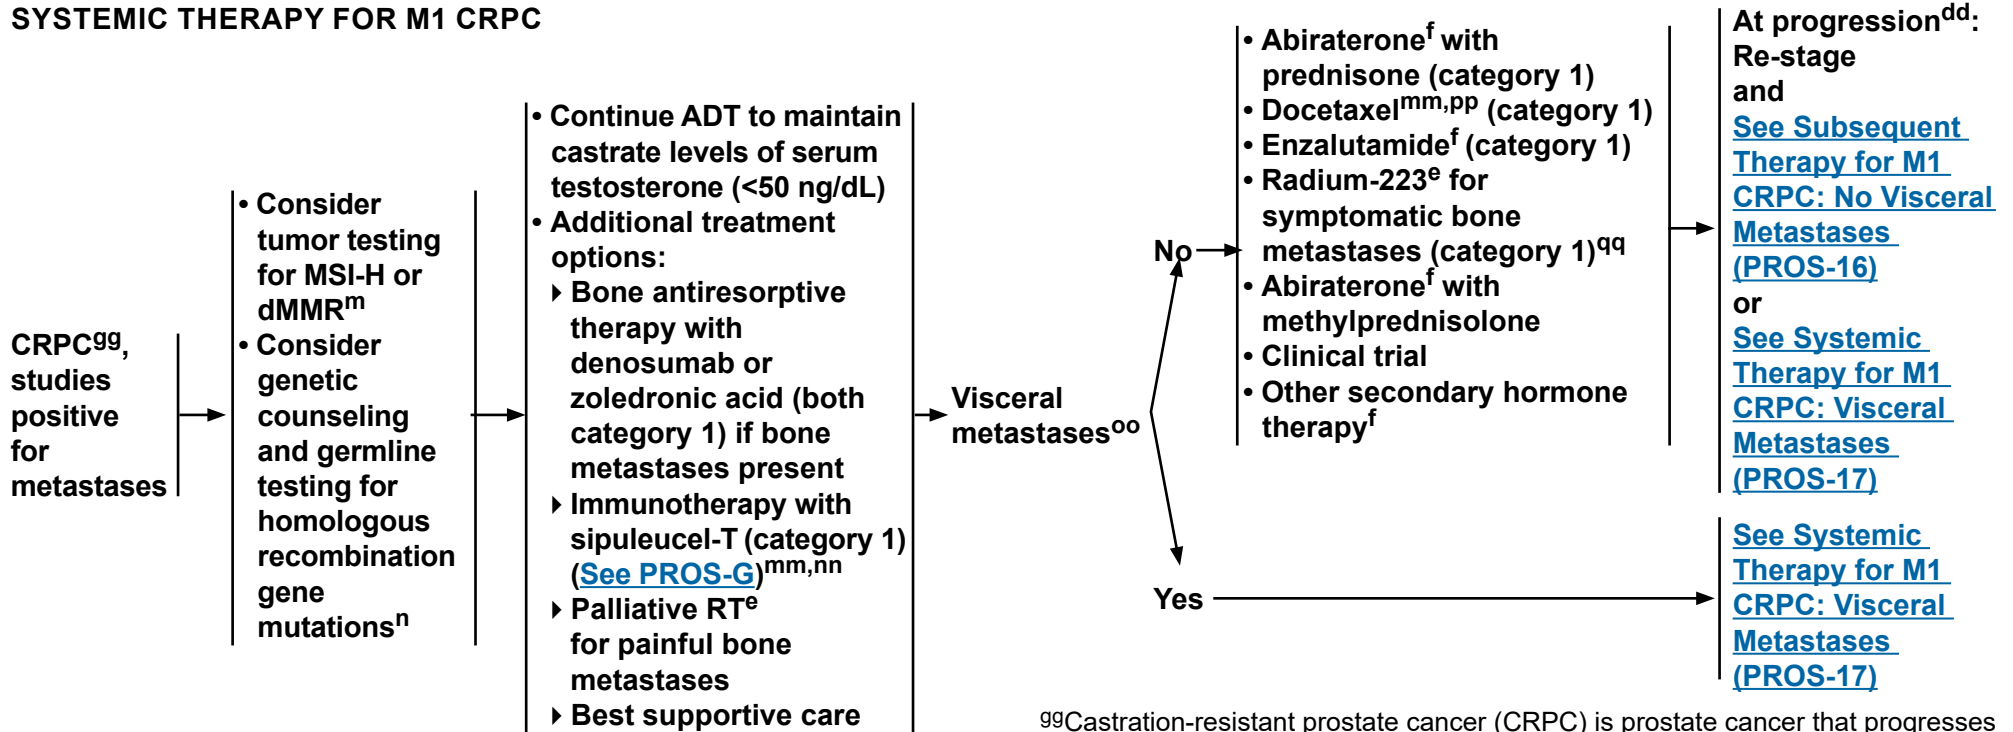 SYSTEMIC THERAPY FOR M1 CRPC
CRPCgg,
studies
positive
for
metastases
• Consider
tumor testing
for MSI-H or
dMMRm
• Consider
genetic
counseling
and germline
testing for
homologous
recombination
gene
mutationsn
• Continue ADT to maintain
castrate levels of serum
testosterone (<50 ng/dL)
• Additional treatment
options:
▸ Bone antiresorptive
therapy with
denosumab or
zoledronic acid (both
category 1) if bone
metastases present
▸ Immunotherapy with
sipuleucel-T (category 1)
(See PROS-G)mm,nn
▸ Palliative RTe
for painful bone
metastases
▸ Best supportive care
Visceral
metastasesoo
No
• Abirateronef with
prednisone (category 1)
• Docetaxelmm,pp (category 1)
• Enzalutamidef (category 1)
• Radium-223e for
symptomatic bone
metastases (category 1)qq
• Abirateronef with
methylprednisolone
• Clinical trial
• Other secondary hormone
therapyf
At progressiondd:
Re-stage
and
See Subsequent
Therapy for M1
CRPC: No Visceral
Metastases
(PROS-16)
or
See Systemic
Therapy for M1
CRPC: Visceral
Metastases
(PROS-17)
Yes
See Systemic
Therapy for M1
CRPC: Visceral
Metastases
(PROS-17)
ggCastration-resistant prostate cancer (CRPC) is prostate cancer that progresses